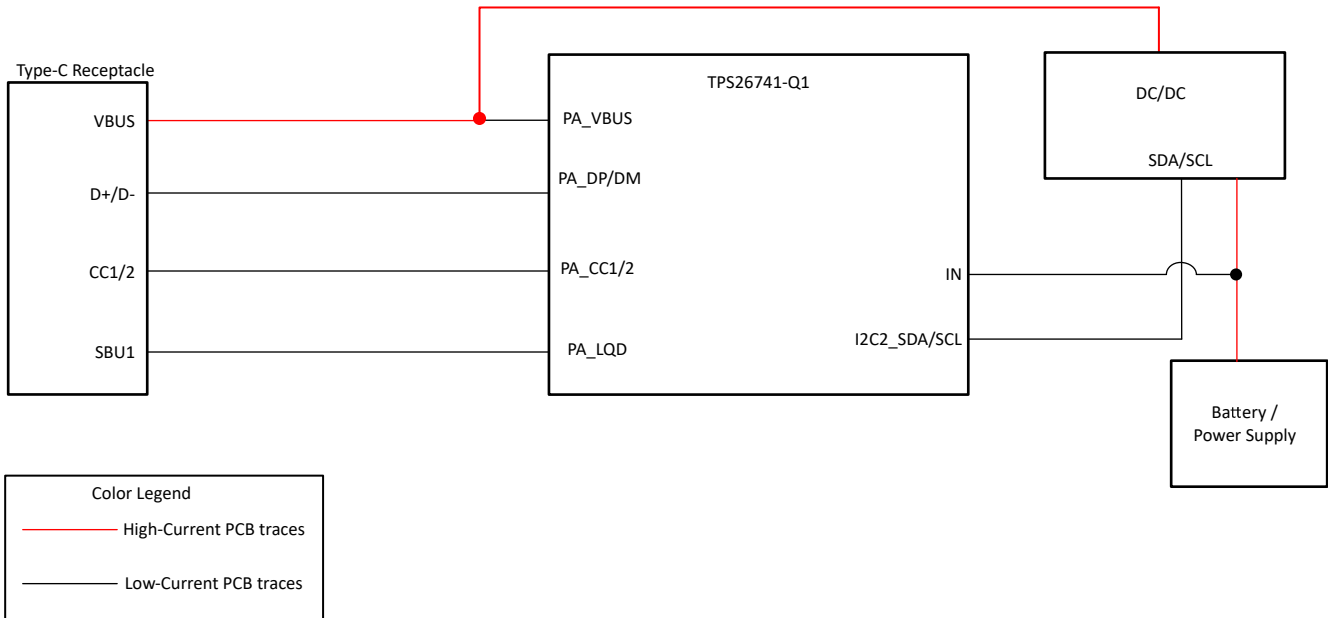 Type-C Receptacle
VBUS
D+/D-
CC1/2
SBU1
TPS26741-Q1
PA_VBUS
PA_DP/DM
PA_CC1/2
PA_LQD
IN
I2C2_SDA/SCL
DC/DC
SDA/SCL
Battery /
Power Supply
Color Legend
High-Current PCB traces
Low-Current PCB traces